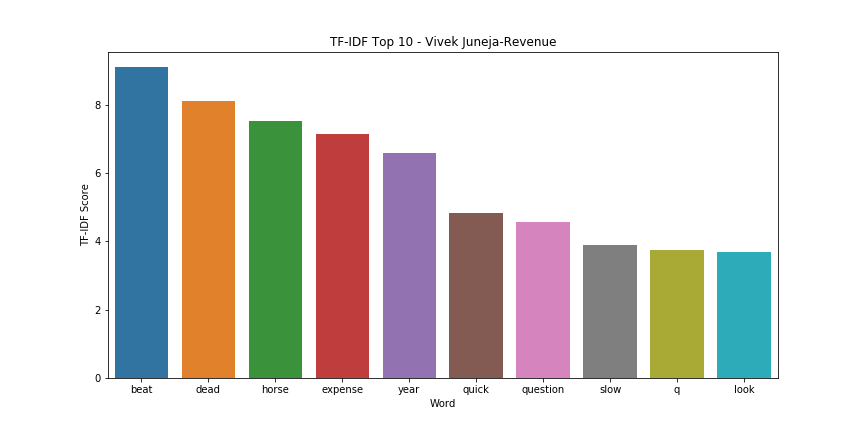 TF-IDF Top 10 - Vivek Juneja-Revenue
TF-IDF Score
8
6
4
2
0
beat dead horse expense year quick question slow q look
Word